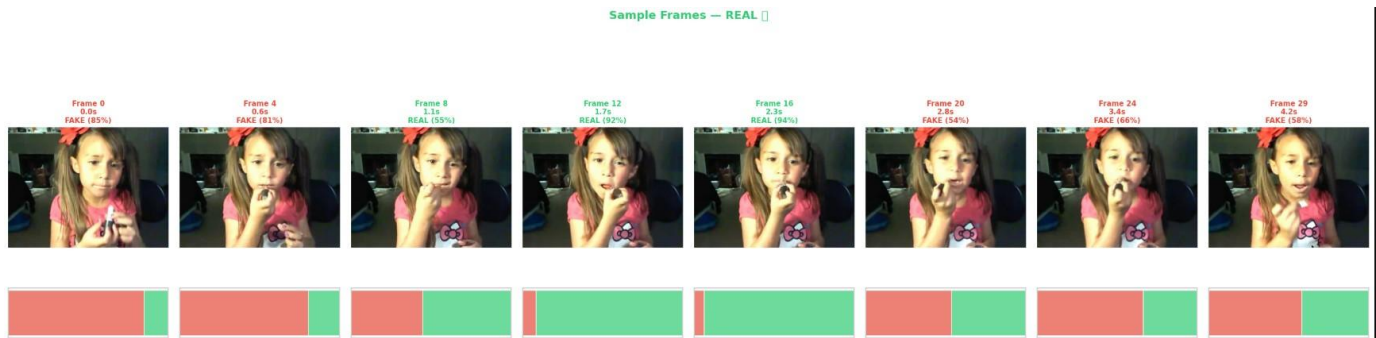 Sample Frames — REAL ▯
Frame 0
0.0s
FAKE (85%)
Frame 4
0.6s
FAKE (81%)
Frame 8
1.1s
REAL (55%)
Frame 12
1.7s
REAL (92%)
Frame 16
2.3s
REAL (94%)
Frame 20
2.8s
FAKE (54%)
Frame 24
3.4s
FAKE (66%)
Frame 29
4.2s
FAKE (58%)